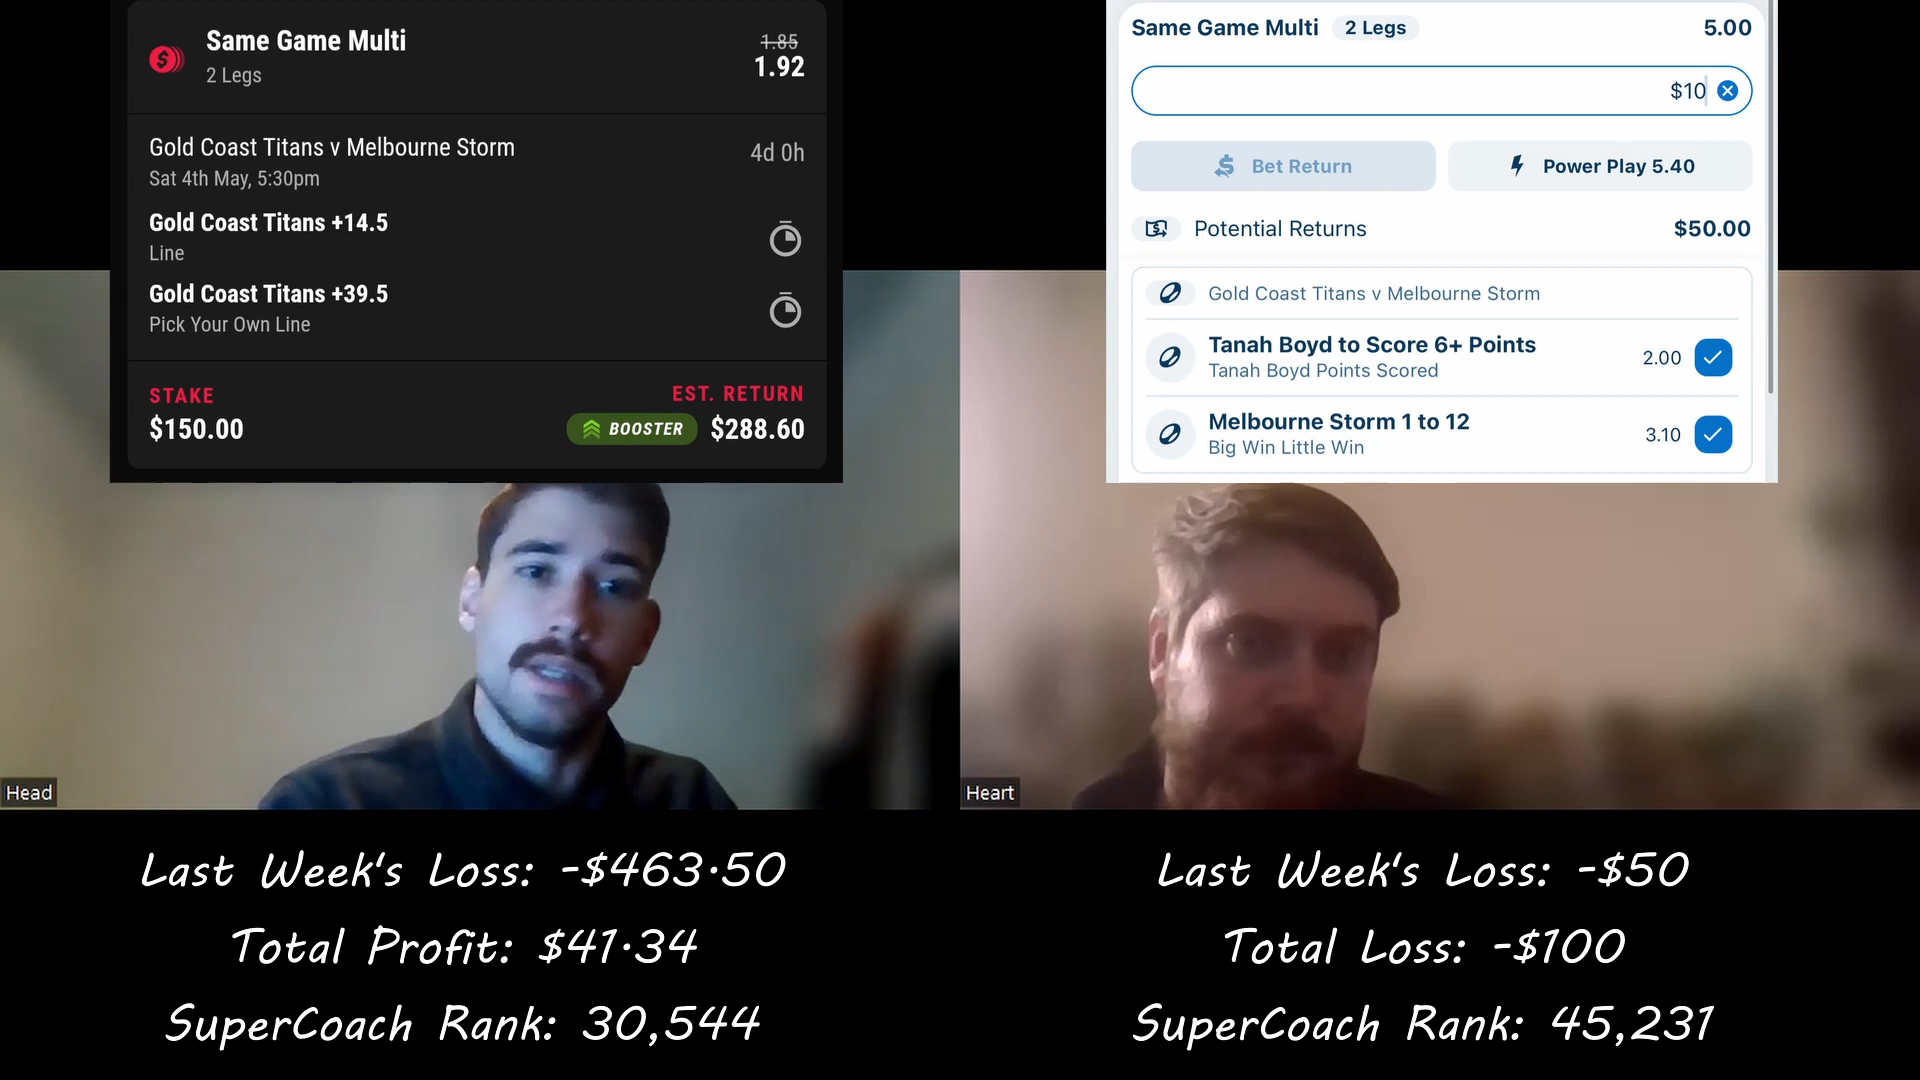 Same Game Multi
1.85
2 Legs
1.92
Gold Coast Titans v Melbourne Storm
4d 0h
Sat 4th May, 5:30pm
Gold Coast Titans +14.5
Line
Gold Coast Titans +39.5
Pick Your Own Line
STAKE
EST. RETURN
$150.00
BOOSTER
$288.60
Head
Last Week's Loss: -$463.50
Total Profit: $41.34
SuperCoach Rank: 30,544
Same Game Multi 2 Legs 5.00
$10
Bet Return
Power Play 5.40
Potential Returns $50.00
Gold Coast Titans v Melbourne Storm
Tanah Boyd to Score 6+ Points
2.00
Tanah Boyd Points Scored
Melbourne Storm 1 to 12
3.10
Big Win Little Win
Heart
Last Week's Loss: -$50
Total Loss: -$100
SuperCoach Rank: 45,231